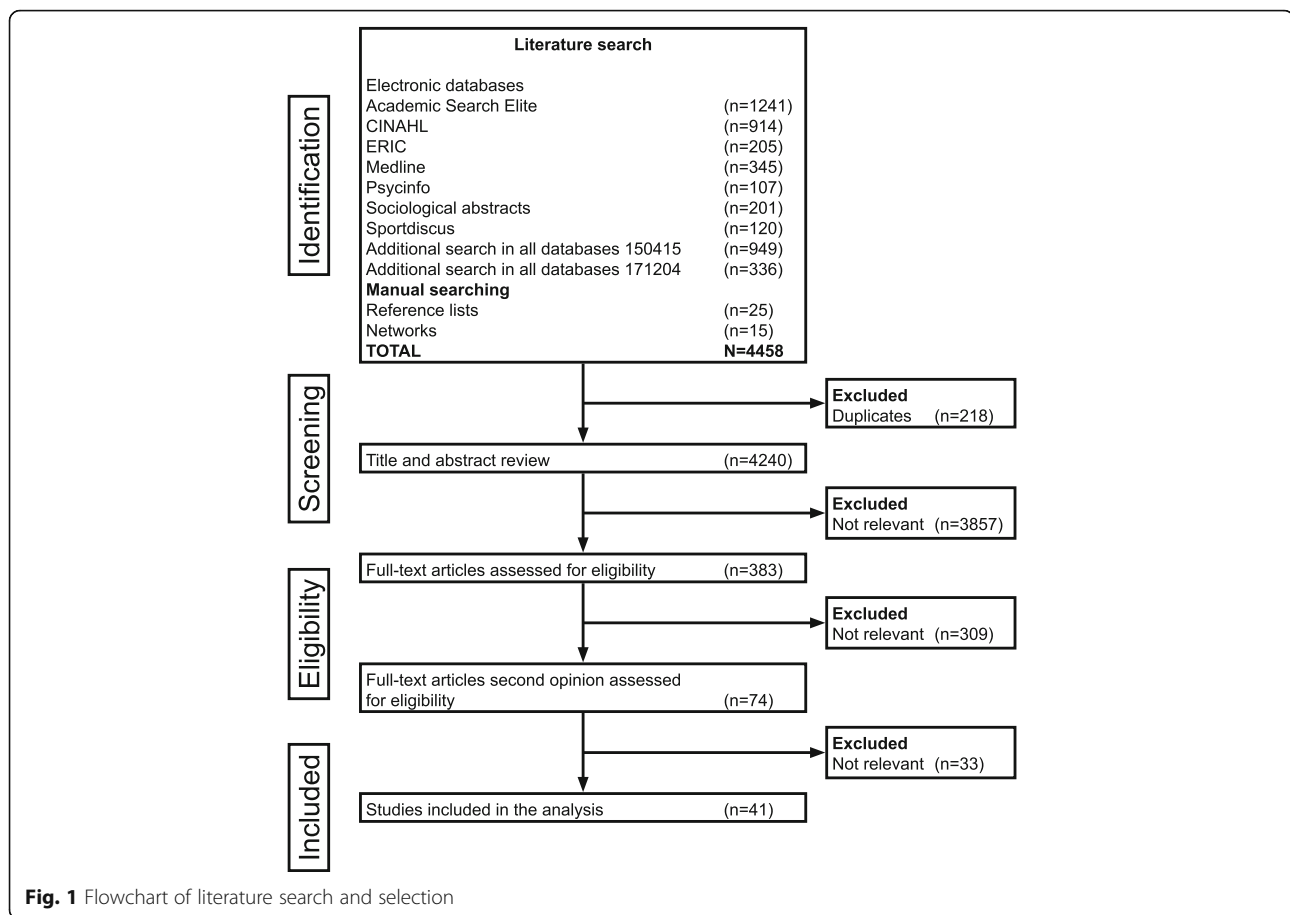 Literature search
Electronic databases
Academic Search Elite (n=1241)
CINAHL (n=914)
ERIC (n=205)
Medline (n=345)
Psycinfo (n=107)
Sociological abstracts (n=201)
Sportdiscus (n=120)
Additional search in all databases 150415 (n=949)
Additional search in all databases 171204 (n=336)
Manual searching
Reference lists (n=25)
Networks (n=15)
TOTAL N=4458
Identification
Excluded
Duplicates (n=218)
Screening
Title and abstract review (n=4240)
Excluded
Not relevant (n=3857)
Full-text articles assessed for eligibility (n=383)
Eligibility
Excluded
Not relevant (n=309)
Full-text articles second opinion assessed
for eligibility (n=74)
Excluded
Not relevant (n=33)
Included
Studies included in the analysis (n=41)
Fig. 1 Flowchart of literature search and selection